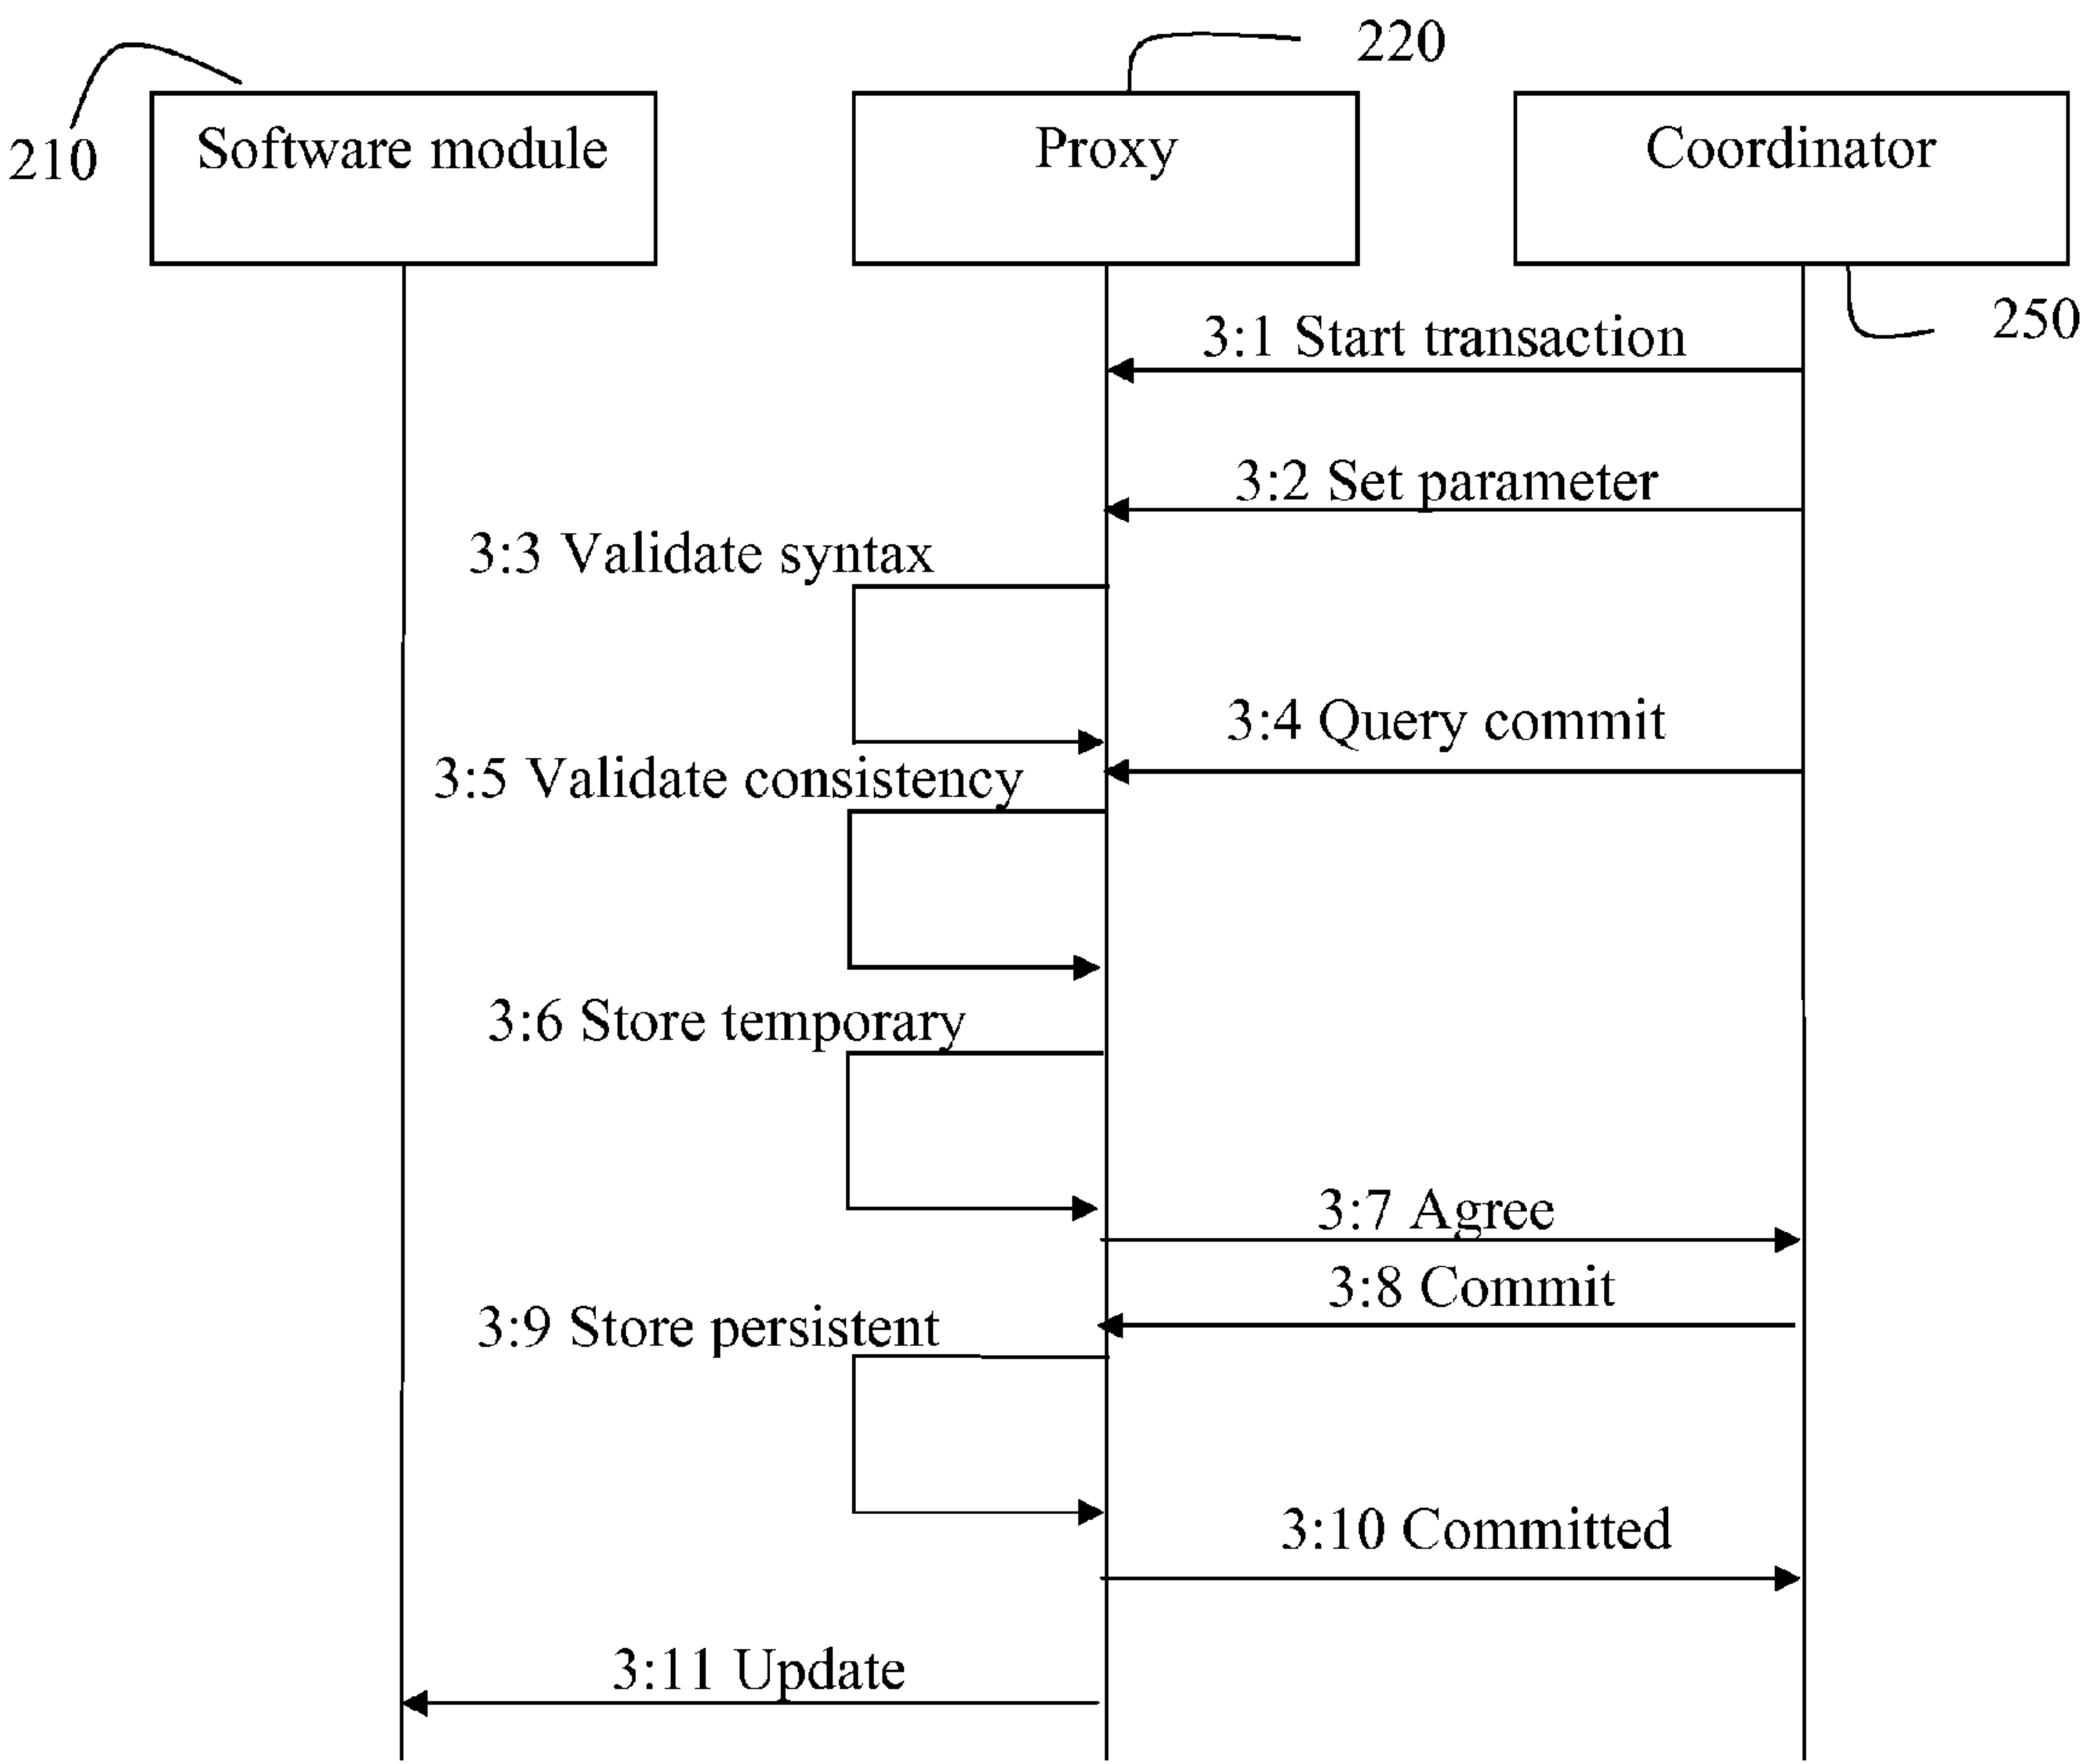 220
Software module
Proxy
Coordinator
210
250
3:1 Start transaction
3:2 Set parameter
3:3 Validate syntax
3:4 Query commit
3:5 Validate consistency
3:6 Store temporary
3:7 Agree
3:8 Commit
3:9 Store persistent
3:10 Committed
3:11 Update